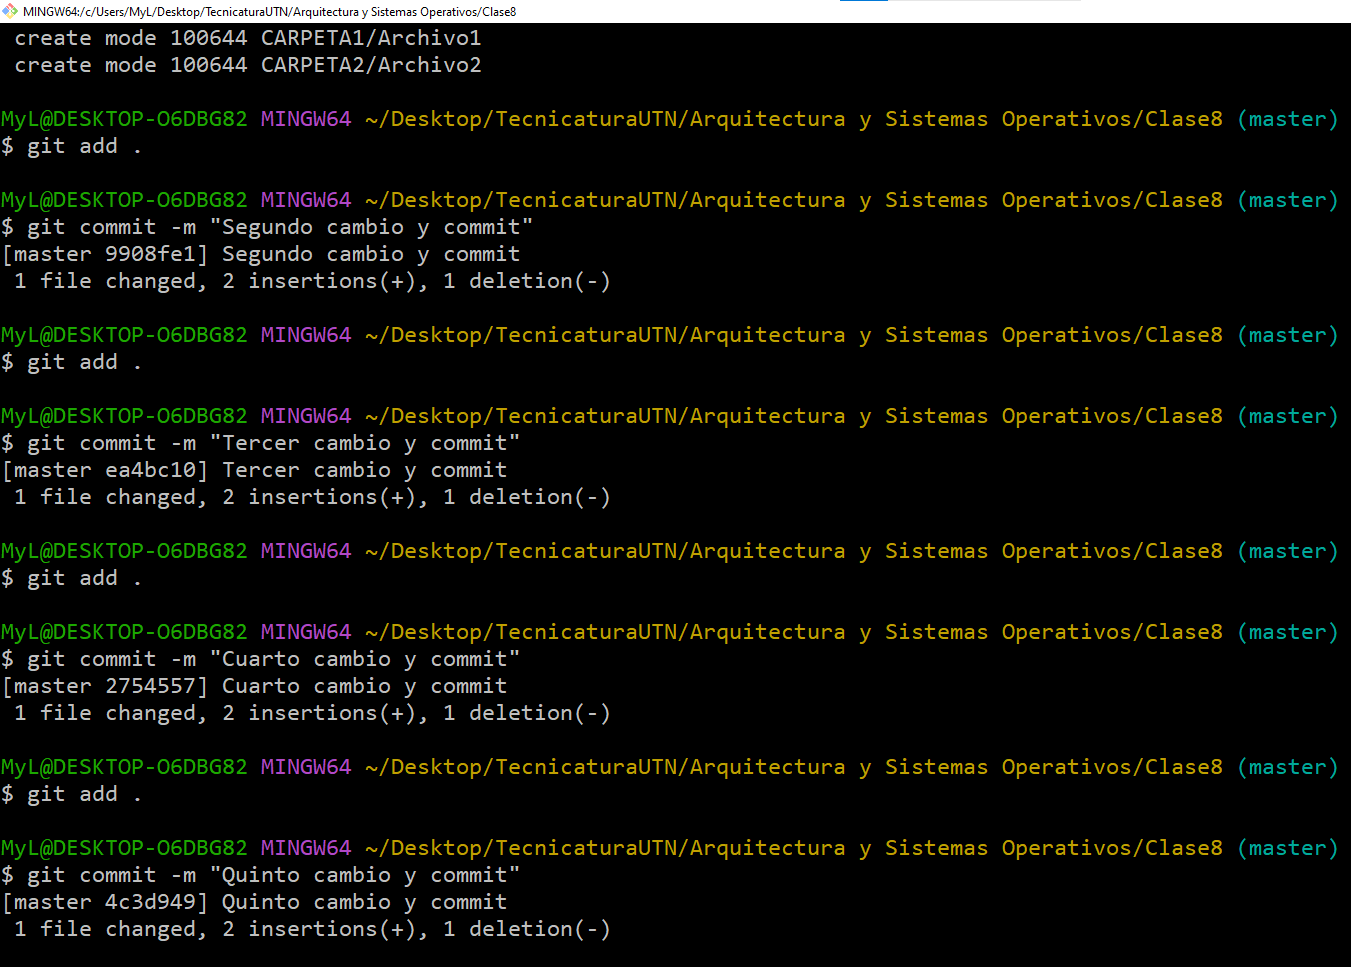 MINGW64:/c/Users/MyL/Desktop/TecnicaturaUTN/Arquitectura y Sistemas Operativos/Clase8
create mode 100644 CARPETA1/Archivo1
create mode 100644 CARPETA2/Archivo2
MyL@DESKTOP-O6DBG82 MINGW64 ~/Desktop/TecnicaturaUTN/Arquitectura y Sistemas Operativos/Clase8 (master)
$ git add .
MyL@DESKTOP-O6DBG82 MINGW64 ~/Desktop/TecnicaturaUTN/Arquitectura y Sistemas Operativos/Clase8 (master)
$ git commit -m "Segundo cambio y commit"
[master 9908fe1] Segundo cambio y commit
1 file changed, 2 insertions(+), 1 deletion(-)
MyL@DESKTOP-O6DBG82 MINGW64 ~/Desktop/TecnicaturaUTN/Arquitectura y Sistemas Operativos/Clase8 (master)
$ git add .
MyL@DESKTOP-O6DBG82 MINGW64 ~/Desktop/TecnicaturaUTN/Arquitectura y Sistemas Operativos/Clase8 (master)
$ git commit -m "Tercer cambio y commit"
[master ea4bc10] Tercer cambio y commit
1 file changed, 2 insertions(+), 1 deletion(-)
MyL@DESKTOP-O6DBG82 MINGW64 ~/Desktop/TecnicaturaUTN/Arquitectura y Sistemas Operativos/Clase8 (master)
$ git add .
MyL@DESKTOP-O6DBG82 MINGW64 ~/Desktop/TecnicaturaUTN/Arquitectura y Sistemas Operativos/Clase8 (master)
$ git commit -m "Cuarto cambio y commit"
[master 2754557] Cuarto cambio y commit
1 file changed, 2 insertions(+), 1 deletion(-)
MyL@DESKTOP-O6DBG82 MINGW64 ~/Desktop/TecnicaturaUTN/Arquitectura y Sistemas Operativos/Clase8 (master)
$ git add .
MyL@DESKTOP-O6DBG82 MINGW64 ~/Desktop/TecnicaturaUTN/Arquitectura y Sistemas Operativos/Clase8 (master)
$ git commit -m "Quinto cambio y commit"
[master 4c3d949] Quinto cambio y commit
1 file changed, 2 insertions(+), 1 deletion(-)